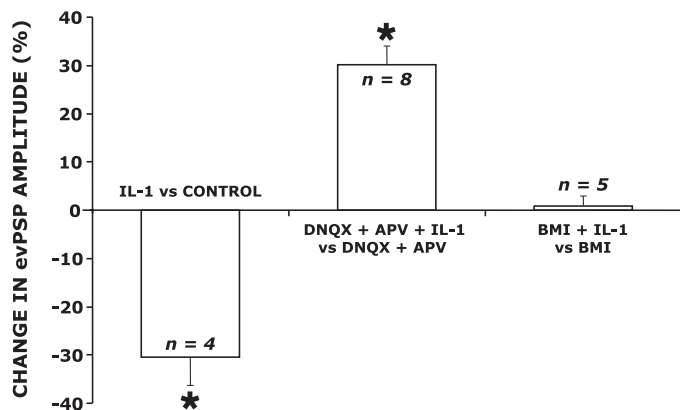 CHANGE IN evPSP AMPLITUDE (%)
40
30
20
10
0
-10
-20
-30
-40
IL-1 vs CONTROL
n = 4
*
*
n = 8
DNQX + APV + IL-1
vs DNQX + APV
n = 5
BMI + IL-1
vs BMI